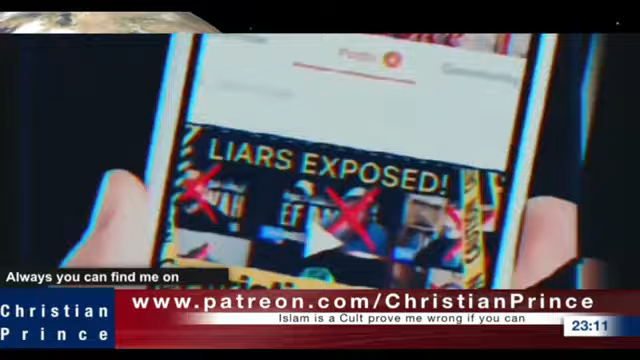 Posts
LIARS EXPOSED!
Always you can find me on
www.patreon.com/ChristianPrince
Christian
Prince
Islam is a Cult prove me wrong if you can
23:11